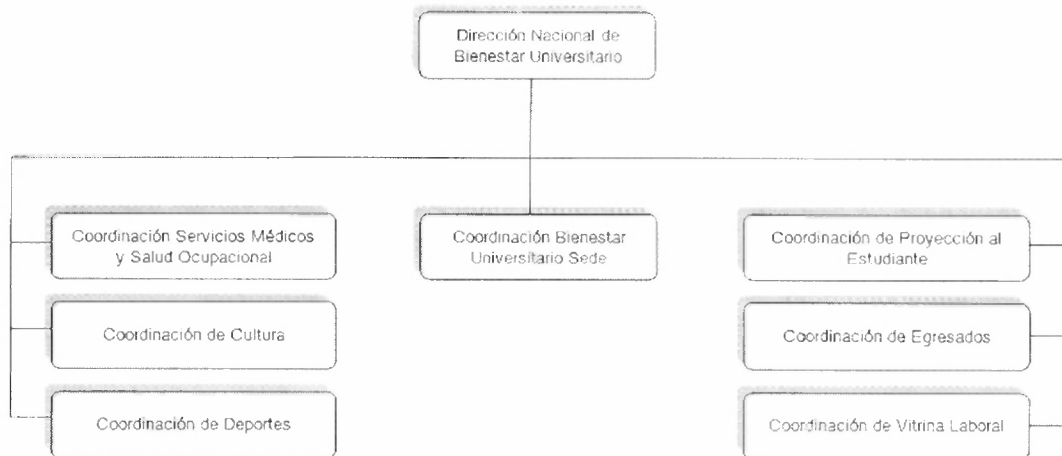 Dirección Nacional de
Bienestar Universitario
Coordinación Servicios Médicos
y Salud Ocupacional
Coordinación de Cultura
Coordinación de Deportes
Coordinación Bienestar
Universitario Sede
Coordinación de Proyección al
Estudiante
Coordinación de Egresados
Coordinación de Vitrina Laboral